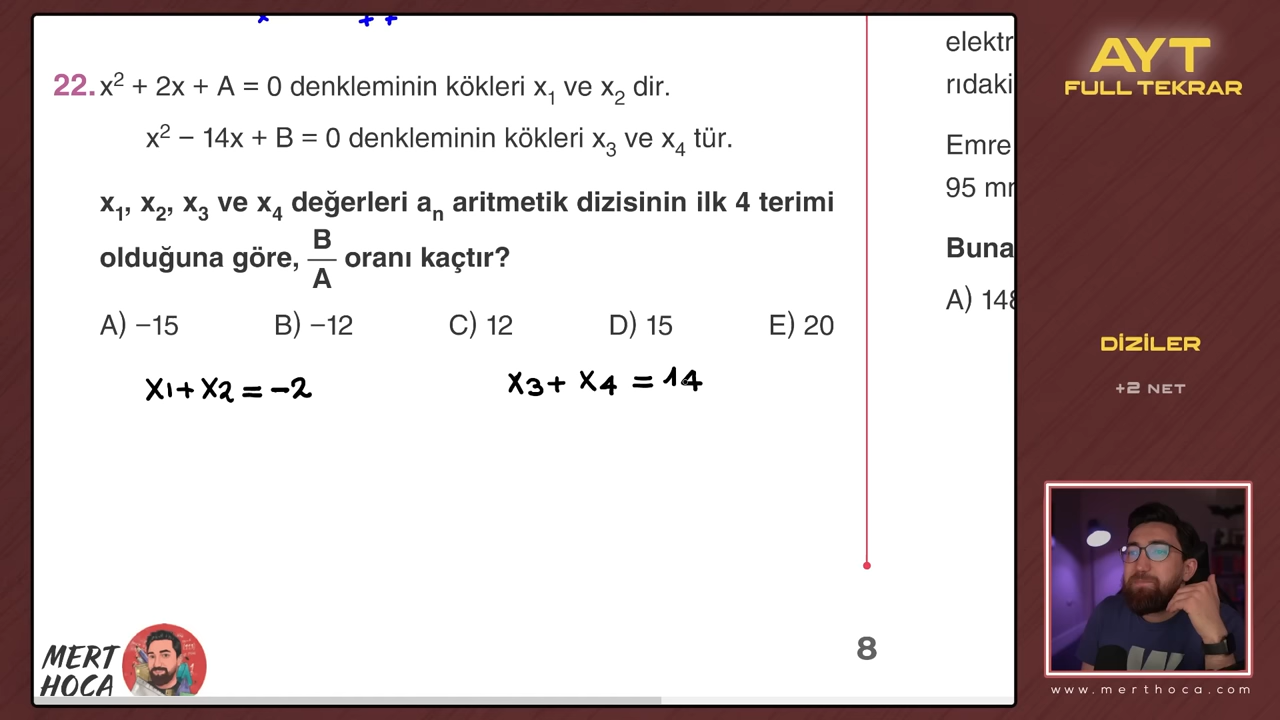 22. x² + 2x + A = 0 denkleminin kökleri x₁ ve x₂ dir.
x² − 14x + B = 0 denkleminin kökleri x₃ ve x₄ tür.
x₁, x₂, x₃ ve x₄ değerleri aₙ aritmetik dizisinin ilk 4 terimi
olduğuna göre, B/A oranı kaçtır?
A) −15 B) −12 C) 12 D) 15 E) 20
x1 + x2 = −2
x3 + x4 = 14
8
MERT
HOCA
elektr
rıdaki
Emre
95 mr
Buna
A) 148
AYT
FULL TEKRAR
DİZİLER
+2 NET
www.merthoca.com